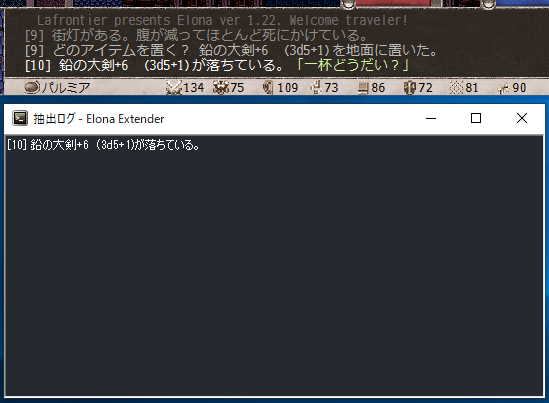 Lafrontier presents Elona ver 1.22. Welcome traveler!
[9] 街灯がある。腹が減ってほとんど死にかけている。
[9] どのアイテムを置く？ 鉛の大剣+6 (3d5+1)を地面に置いた。
[10] 鉛の大剣+6 (3d5+1)が落ちている。「一杯どうだい？」
パルミア 134 75 109 73 86 72 81 90
抽出ログ - Elona Extender
[10] 鉛の大剣+6 (3d5+1)が落ちている。